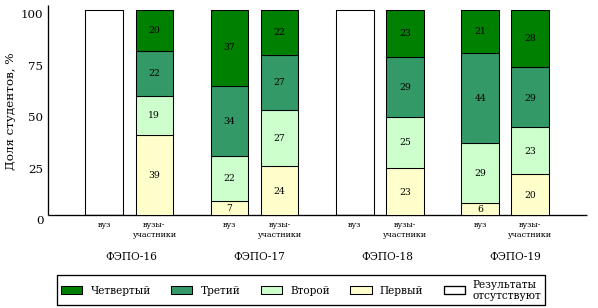 Доля студентов, %
100
75
50
25
0
20
22
19
39
37
34
22
7
22
27
27
24
23
29
25
23
21
44
29
6
28
29
23
20
вуз
вузы-
участники
вуз
вузы-
участники
вуз
вузы-
участники
вуз
вузы-
участники
ФЭПО-16
ФЭПО-17
ФЭПО-18
ФЭПО-19
Четвертый
Третий
Второй
Первый
Результаты
отсутствуют